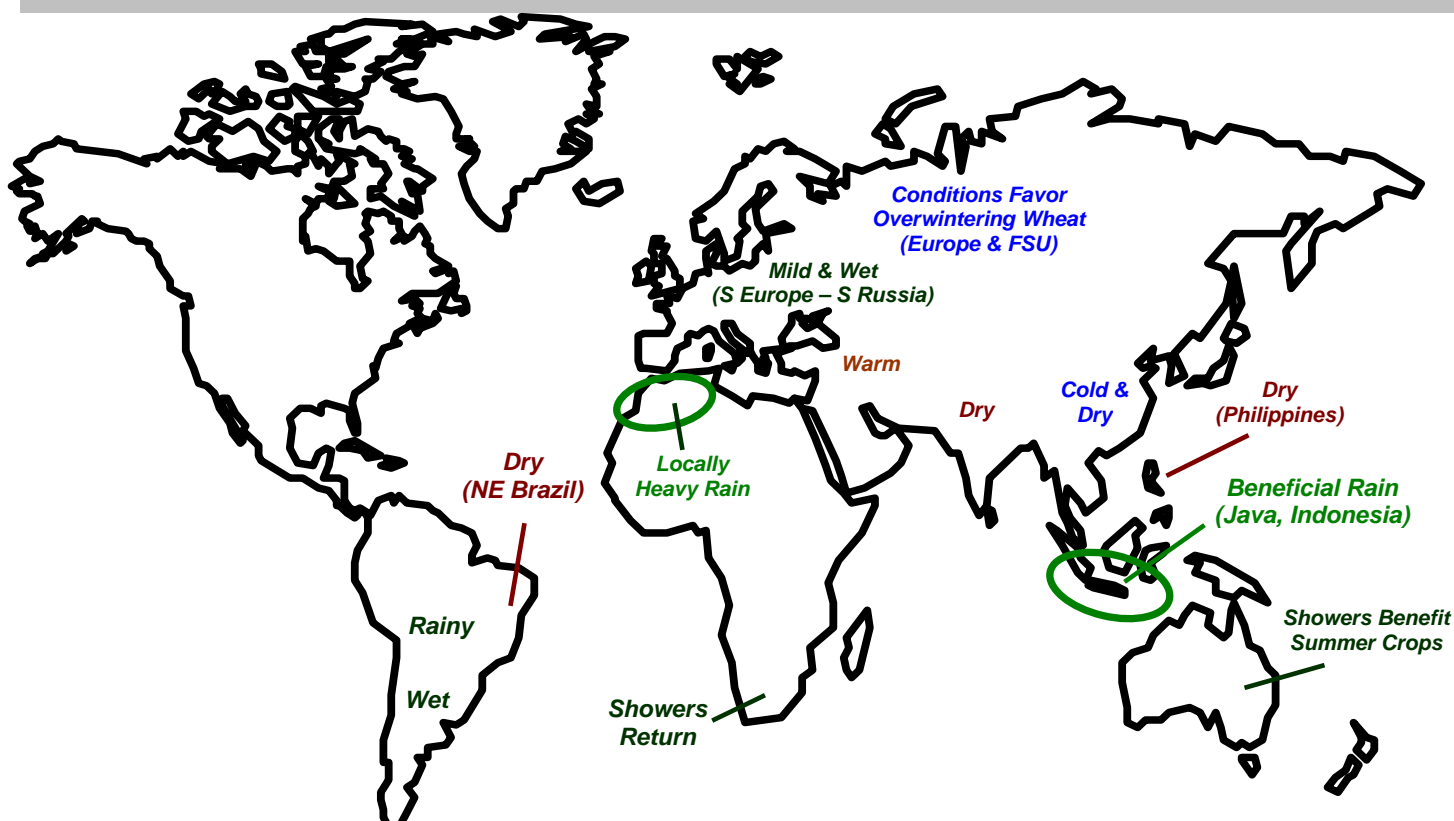 Conditions Favor
Overwintering Wheat
(Europe & FSU)
Mild & Wet
(S Europe – S Russia)
Warm
Cold &
Dry
Dry
Dry
(Philippines)
Locally
Heavy Rain
Dry
(NE Brazil)
Beneficial Rain
(Java, Indonesia)
Rainy
Showers Benefit
Summer Crops
Wet
Showers
Return